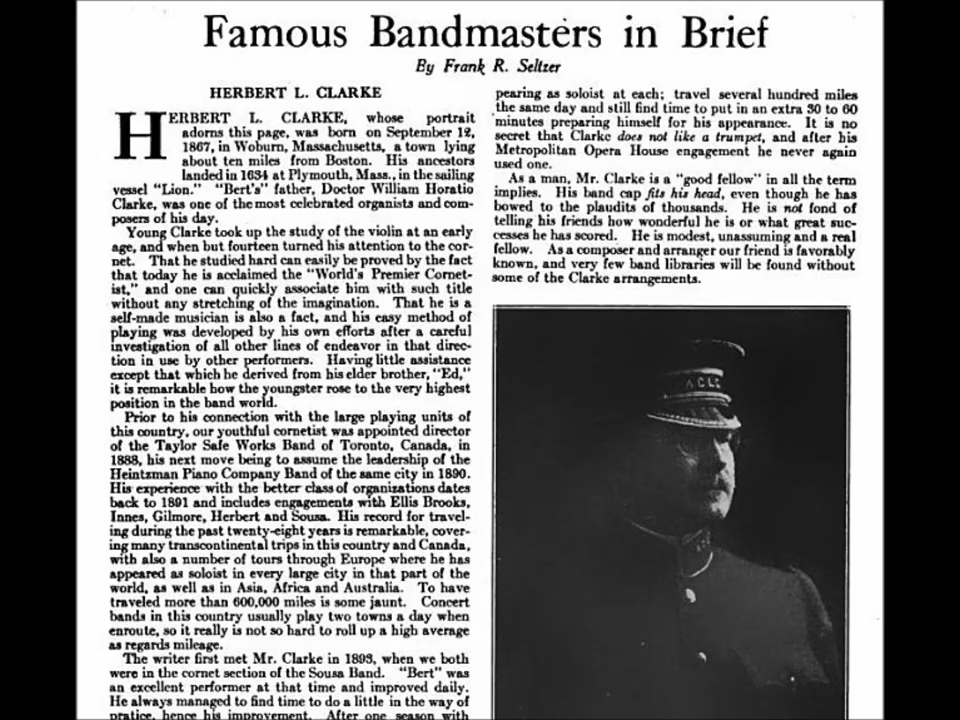 Famous Bandmasters in Brief
By Frank R. Seltzer
HERBERT L. CLARKE
HERBERT L. CLARKE, whose portrait
adorns this page, was born on September 12,
1867, in Woburn, Massachusetts, a town lying
about ten miles from Boston. His ancestors
landed in 1634 at Plymouth, Mass., in the sailing
vessel "Lion." "Bert's" father, Doctor William Horatio
Clarke, was one of the most celebrated organists and com-
posers of his day.
Young Clarke took up the study of the violin at an early
age, and when but fourteen turned his attention to the cor-
net. That he studied hard can easily be proved by the fact
that today he is acclaimed the "World's Premier Cornet-
ist," and one can quickly associate him with such title
without any stretching of the imagination. That he is a
self-made musician is also a fact, and his easy method of
playing was developed by his own efforts after a careful
investigation of all other lines of endeavor in that direc-
tion in use by other performers. Having little assistance
except that which he derived from his elder brother, "Ed,"
it is remarkable how the youngster rose to the very highest
position in the band world.
Prior to his connection with the large playing units of
this country, our youthful cornetist was appointed director
of the Taylor Safe Works Band of Toronto, Canada, in
1888, his next move being to assume the leadership of the
Heintzman Piano Company Band of the same city in 1890.
His experience with the better class of organizations dates
back to 1891 and includes engagements with Ellis Brooks,
Innes, Gilmore, Herbert and Sousa. His record for travel-
ing during the past twenty-eight years is remarkable, cover-
ing many transcontinental trips in this country and Canada,
with also a number of tours through Europe where he has
appeared as soloist in every large city in that part of the
world, as well as in Asia, Africa and Australia. To have
traveled more than 600,000 miles is some jaunt. Concert
bands in this country usually play two towns a day when
enroute, so it really is not so hard to roll up a high average
as regards mileage.
The writer first met Mr. Clarke in 1893, when we both
were in the cornet section of the Sousa Band. "Bert" was
an excellent performer at that time and improved daily.
He always managed to find time to do a little in the way of
pratice, hence his improvement. After one season with
pearing as soloist at each; travel several hundred miles
the same day and still find time to put in an extra 30 to 60
minutes preparing himself for his appearance. It is no
secret that Clarke does not like a trumpet, and after his
Metropolitan Opera House engagement he never again
used one.
As a man, Mr. Clarke is a "good fellow" in all the term
implies. His band cap fits his head, even though he has
bowed to the plaudits of thousands. He is not fond of
telling his friends how wonderful he is or what great suc-
cesses he has scored. He is modest, unassuming and a real
fellow. As a composer and arranger our friend is favorably
known, and very few band libraries will be found without
some of the Clarke arrangements.